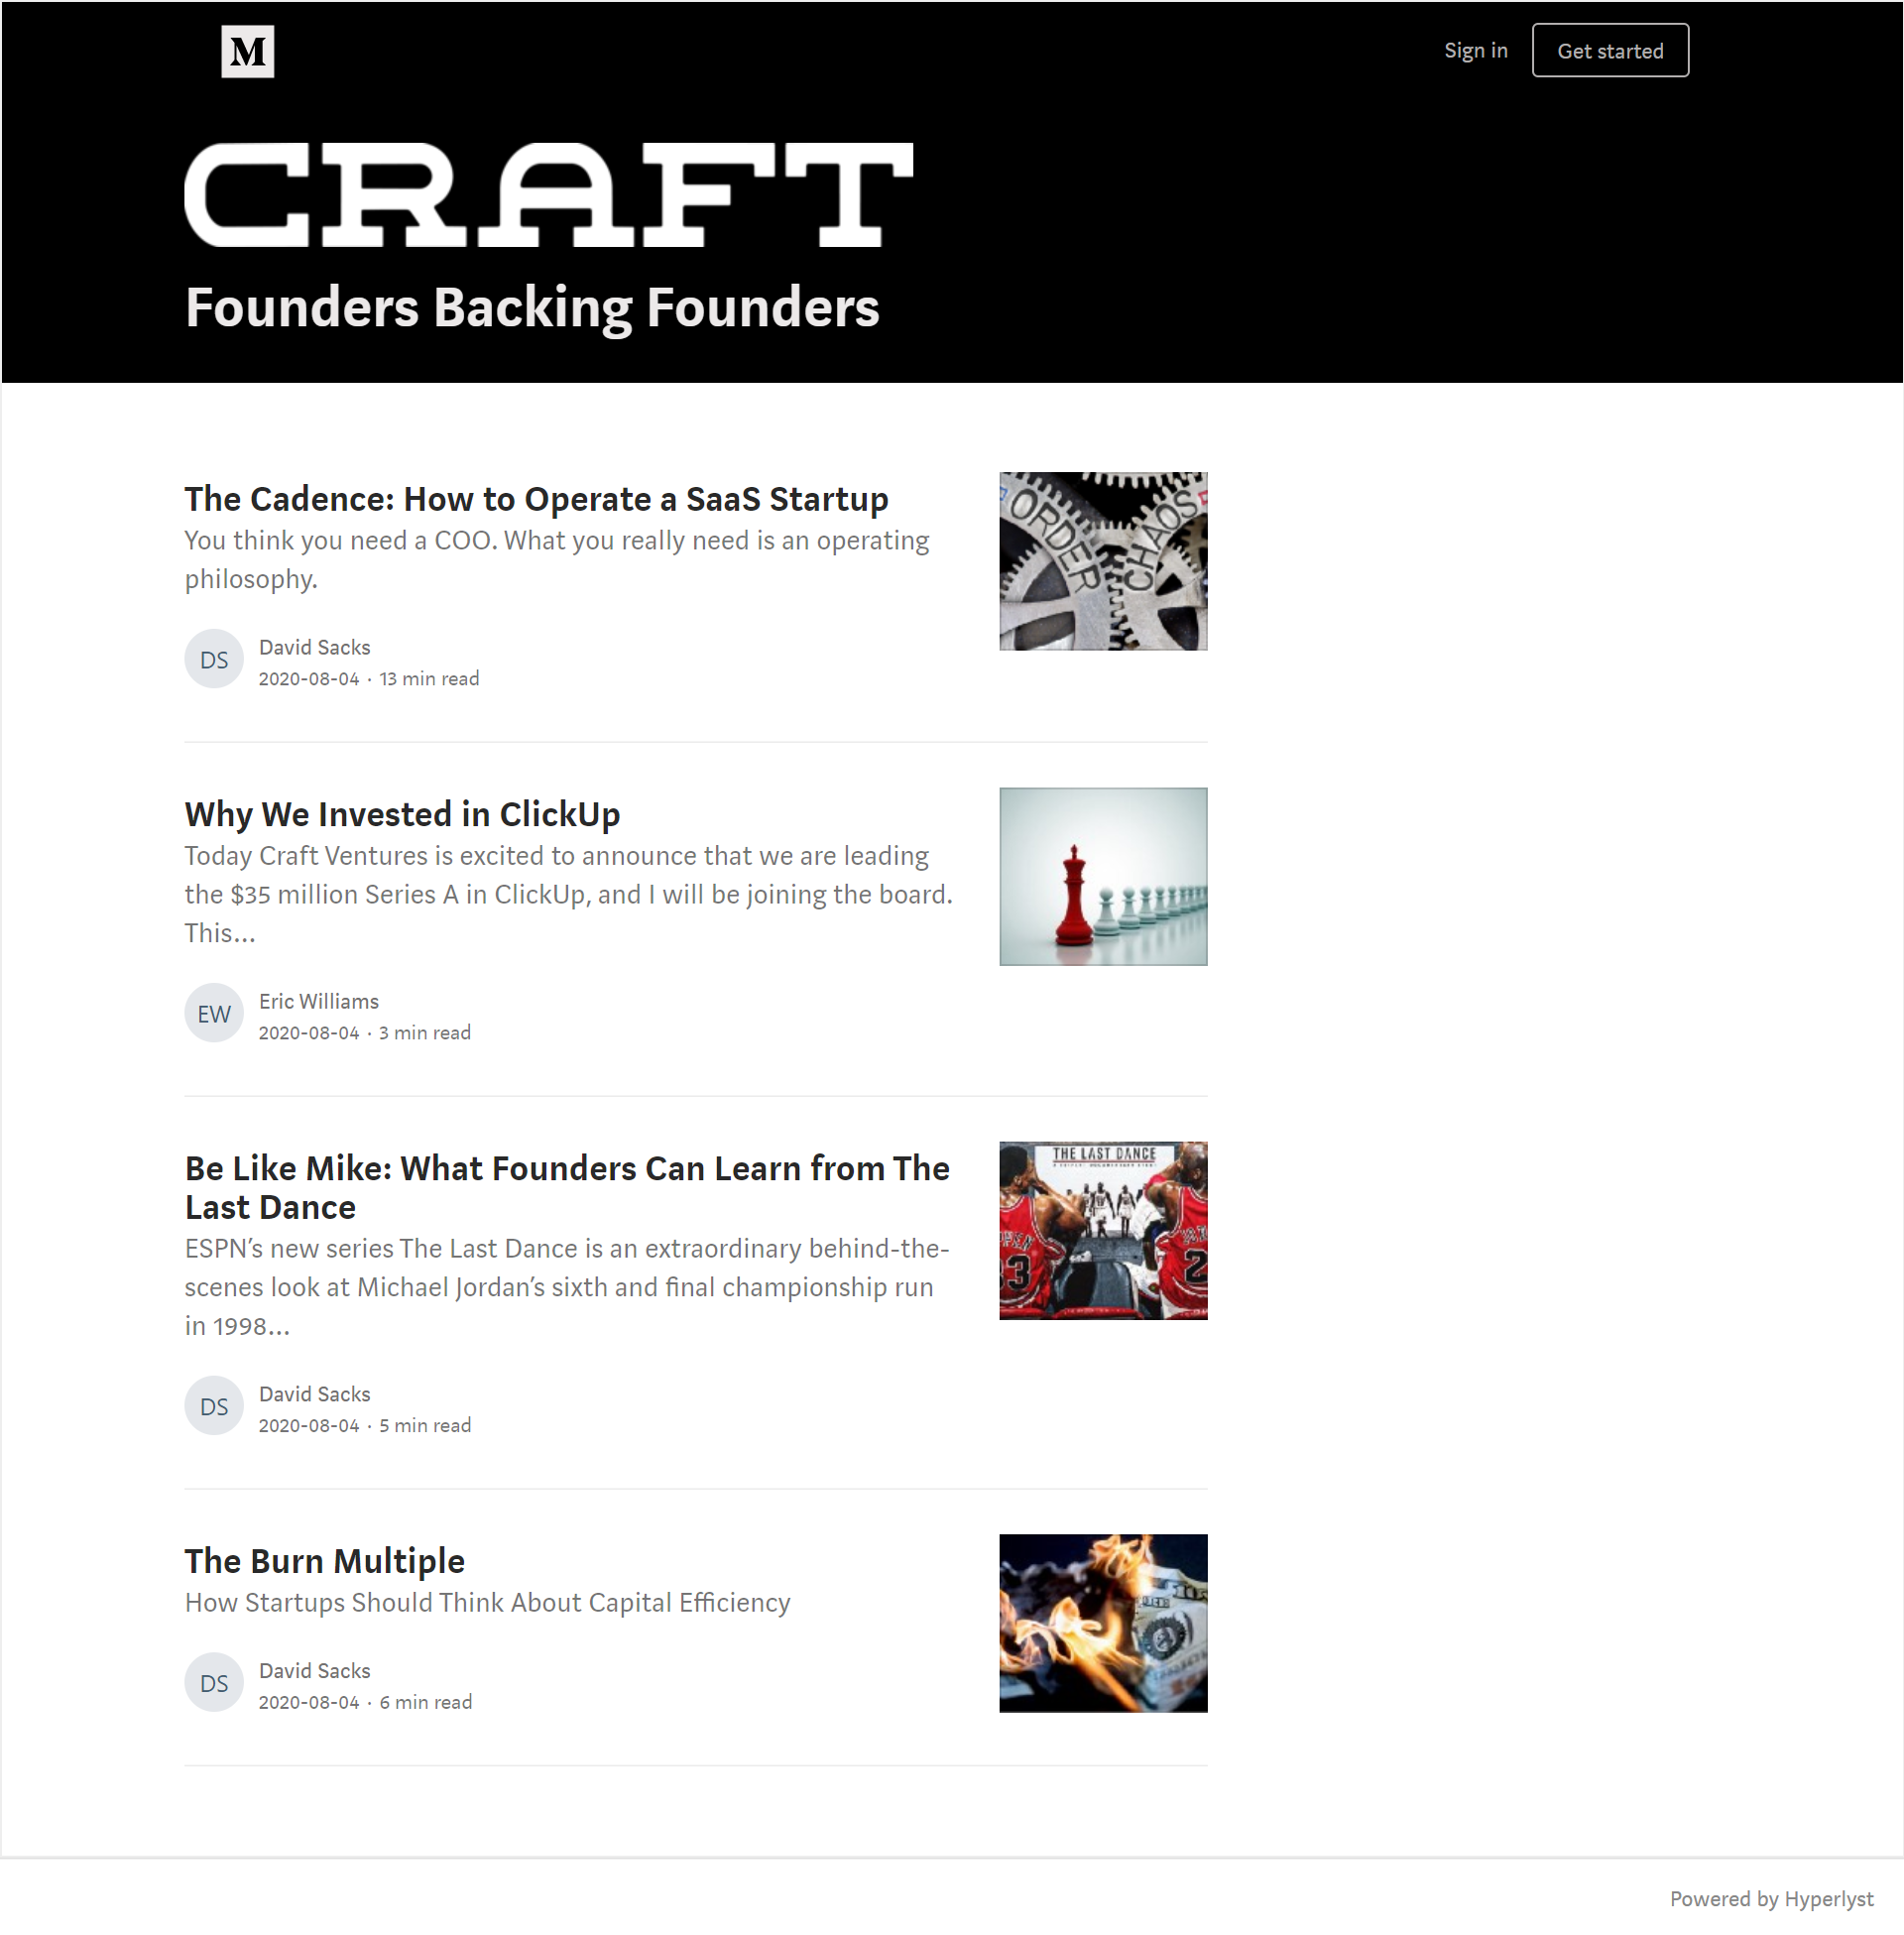 M
Sign in
Get started
CRAFT
Founders Backing Founders
The Cadence: How to Operate a SaaS Startup
You think you need a COO. What you really need is an operating
philosophy.
ORDER
CHAOS
DS
David Sacks
2020-08-04 · 13 min read
Why We Invested in ClickUp
Today Craft Ventures is excited to announce that we are leading
the $35 million Series A in ClickUp, and I will be joining the board.
This…
EW
Eric Williams
2020-08-04 · 3 min read
Be Like Mike: What Founders Can Learn from The
Last Dance
ESPN’s new series The Last Dance is an extraordinary behind-the-
scenes look at Michael Jordan’s sixth and final championship run
in 1998…
THE LAST DANCE
DS
David Sacks
2020-08-04 · 5 min read
The Burn Multiple
How Startups Should Think About Capital Efficiency
DS
David Sacks
2020-08-04 · 6 min read
Powered by Hyperlyst